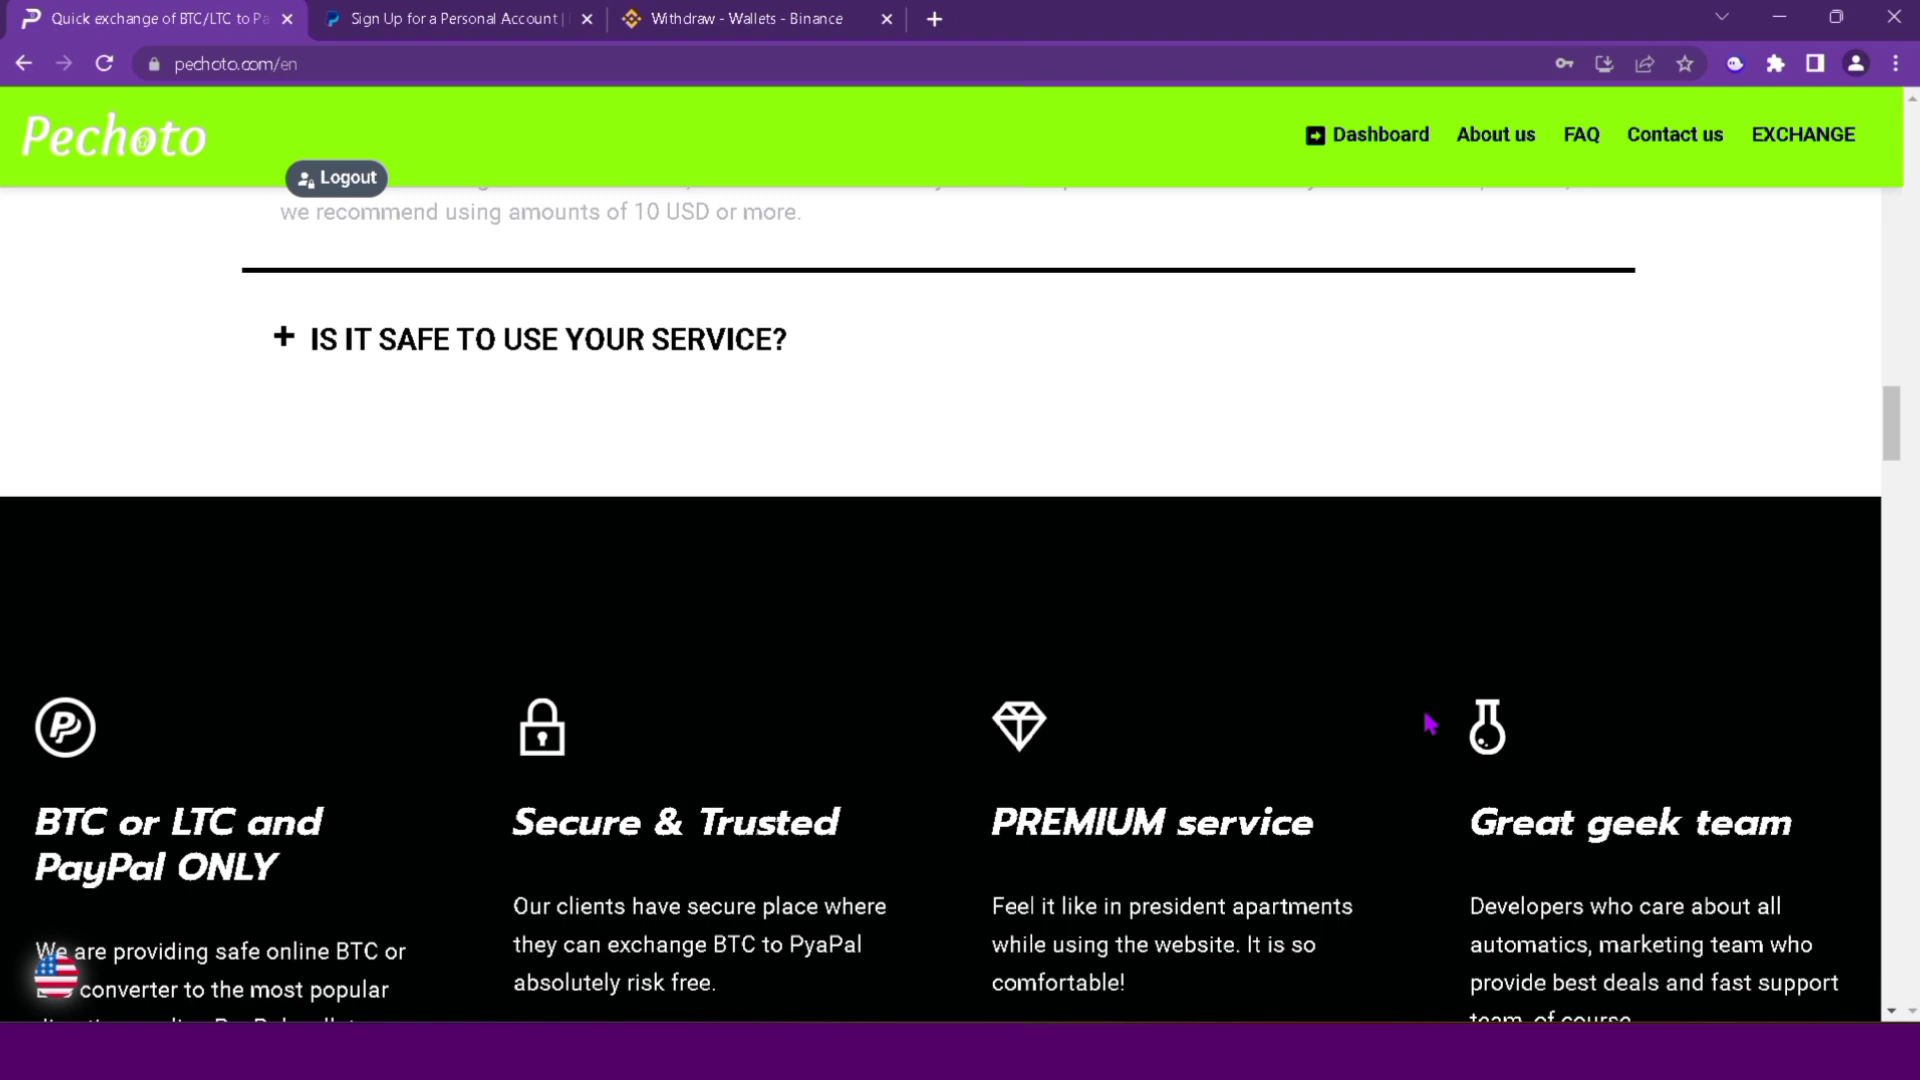 Quick exchange of BTC/LTC to Pa
Sign Up for a Personal Account |
Withdraw - Wallets - Binance
pechoto.com/en
Pechoto
Dashboard
About us
FAQ
Contact us
EXCHANGE
Logout
we recommend using amounts of 10 USD or more.
+ IS IT SAFE TO USE YOUR SERVICE?
BTC or LTC and
PayPal ONLY
We are providing safe online BTC or
converter to the most popular
Secure & Trusted
Our clients have secure place where
they can exchange BTC to PyaPal
absolutely risk free.
PREMIUM service
Feel it like in president apartments
while using the website. It is so
comfortable!
Great geek team
Developers who care about all
automatics, marketing team who
provide best deals and fast support
team, of course